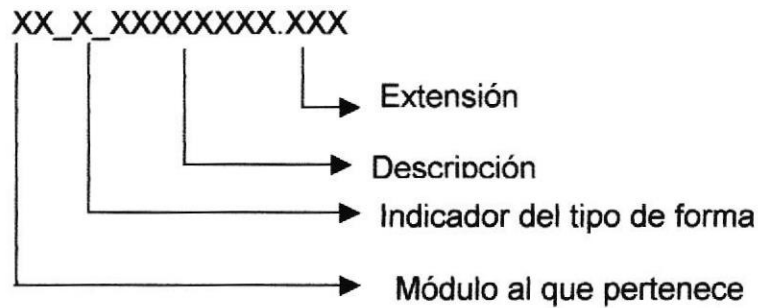 XX_X_XXXXXXXX.XXX
Extensión
Descripción
Indicador del tipo de forma
Módulo al que pertenece